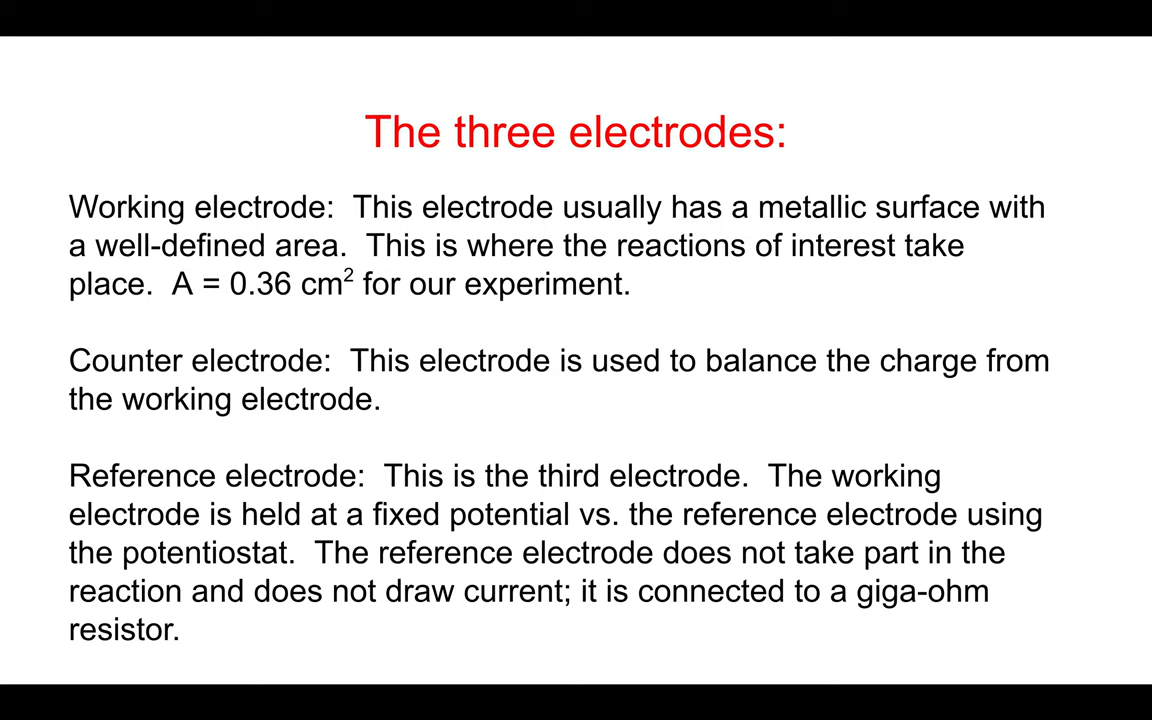 The three electrodes:
Working electrode:  This electrode usually has a metallic surface with
a well-defined area.  This is where the reactions of interest take
place.  A = 0.36 cm² for our experiment.
Counter electrode:  This electrode is used to balance the charge from
the working electrode.
Reference electrode:  This is the third electrode.  The working
electrode is held at a fixed potential vs. the reference electrode using
the potentiostat.  The reference electrode does not take part in the
reaction and does not draw current; it is connected to a giga-ohm
resistor.